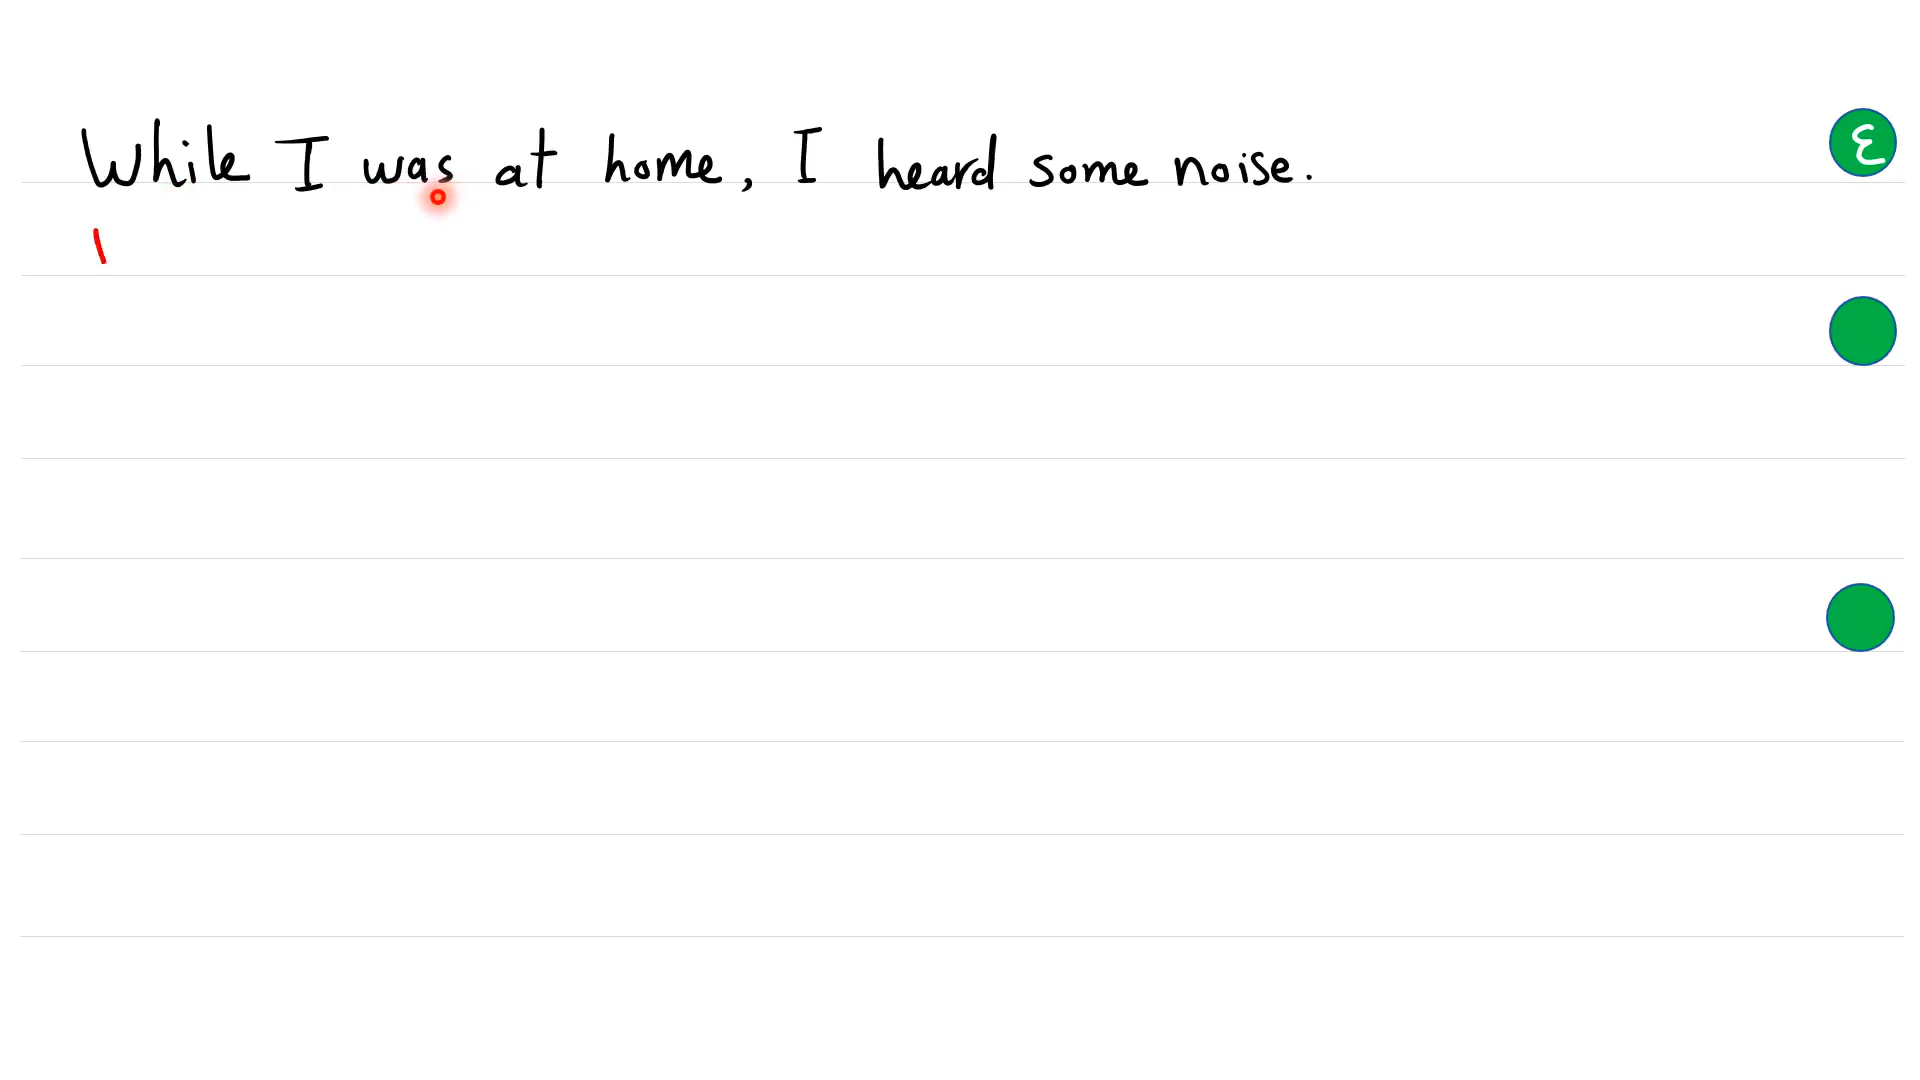 While I was at home, I heard some noise.
ع